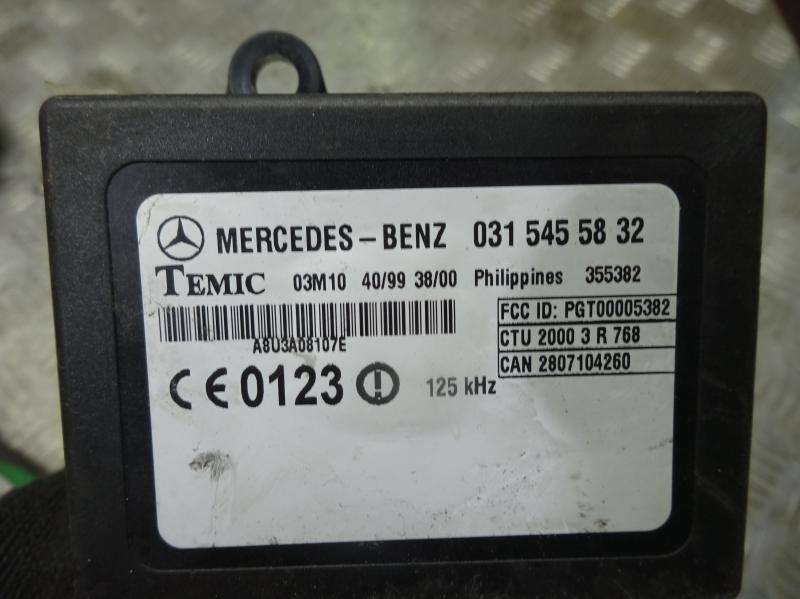 MERCEDES-BENZ 031 545 58 32
TEMIC 03M10 40/99 38/00 Philippines 355382
FCC ID: PGT00005382
CTU 2000 3 R 768
A8U3A08107E
CAN 2807104260
CE 0123 125 kHz